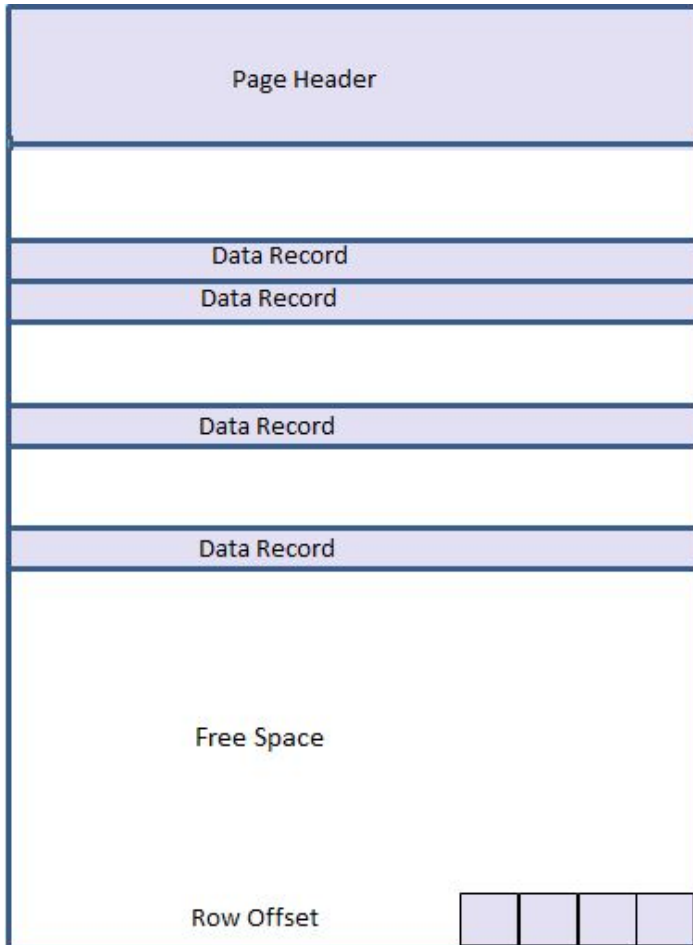 Page Header
Data Record
Data Record
Data Record
Data Record
Free Space
Row Offset